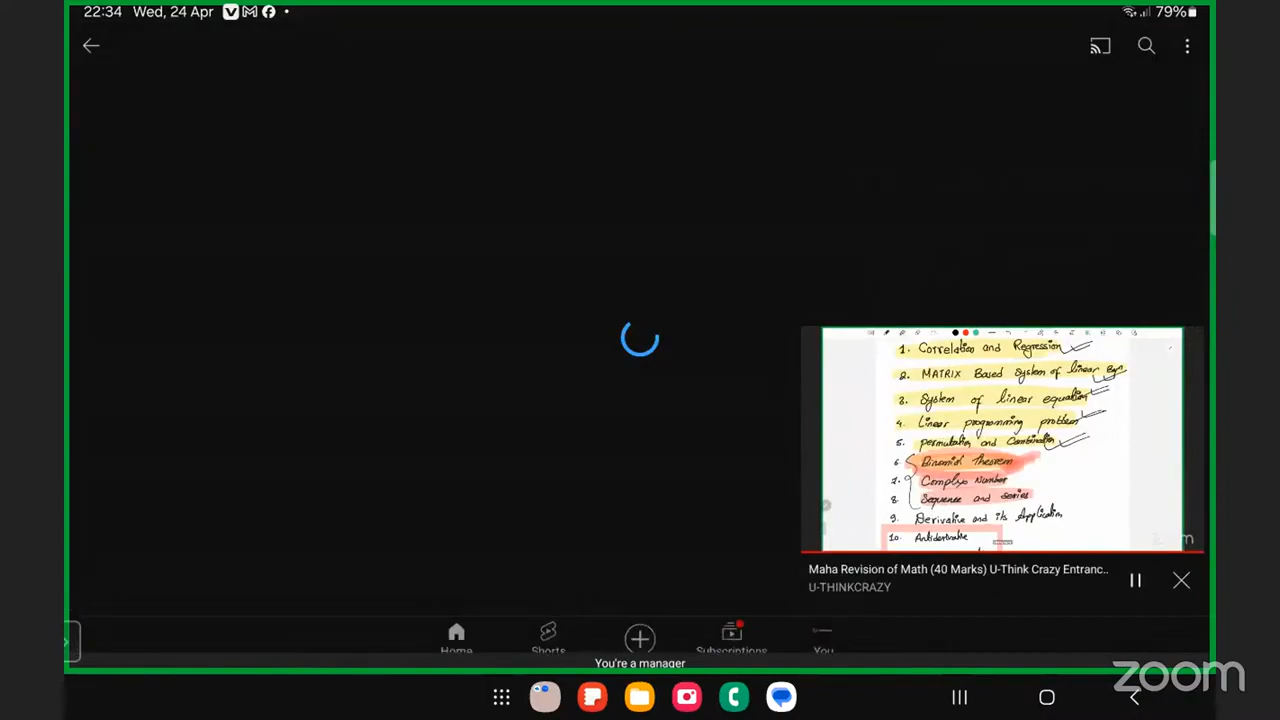 22:34 Wed, 24 Apr
79%
1. Correlation and Regression
2. MATRIX Based System of linear eqn
3. System of linear equation
4. Linear programming problem
5. permutation and Combination
6. Binomial Theorem
7. Complex Number
8. Sequence and series
9. Derivative and its Application
10. Antiderivative
zoom
Maha Revision of Math (40 Marks) U-Think Crazy Entranc..
U-THINKCRAZY
Home
Shorts
Subscriptions
You
You're a manager
zoom